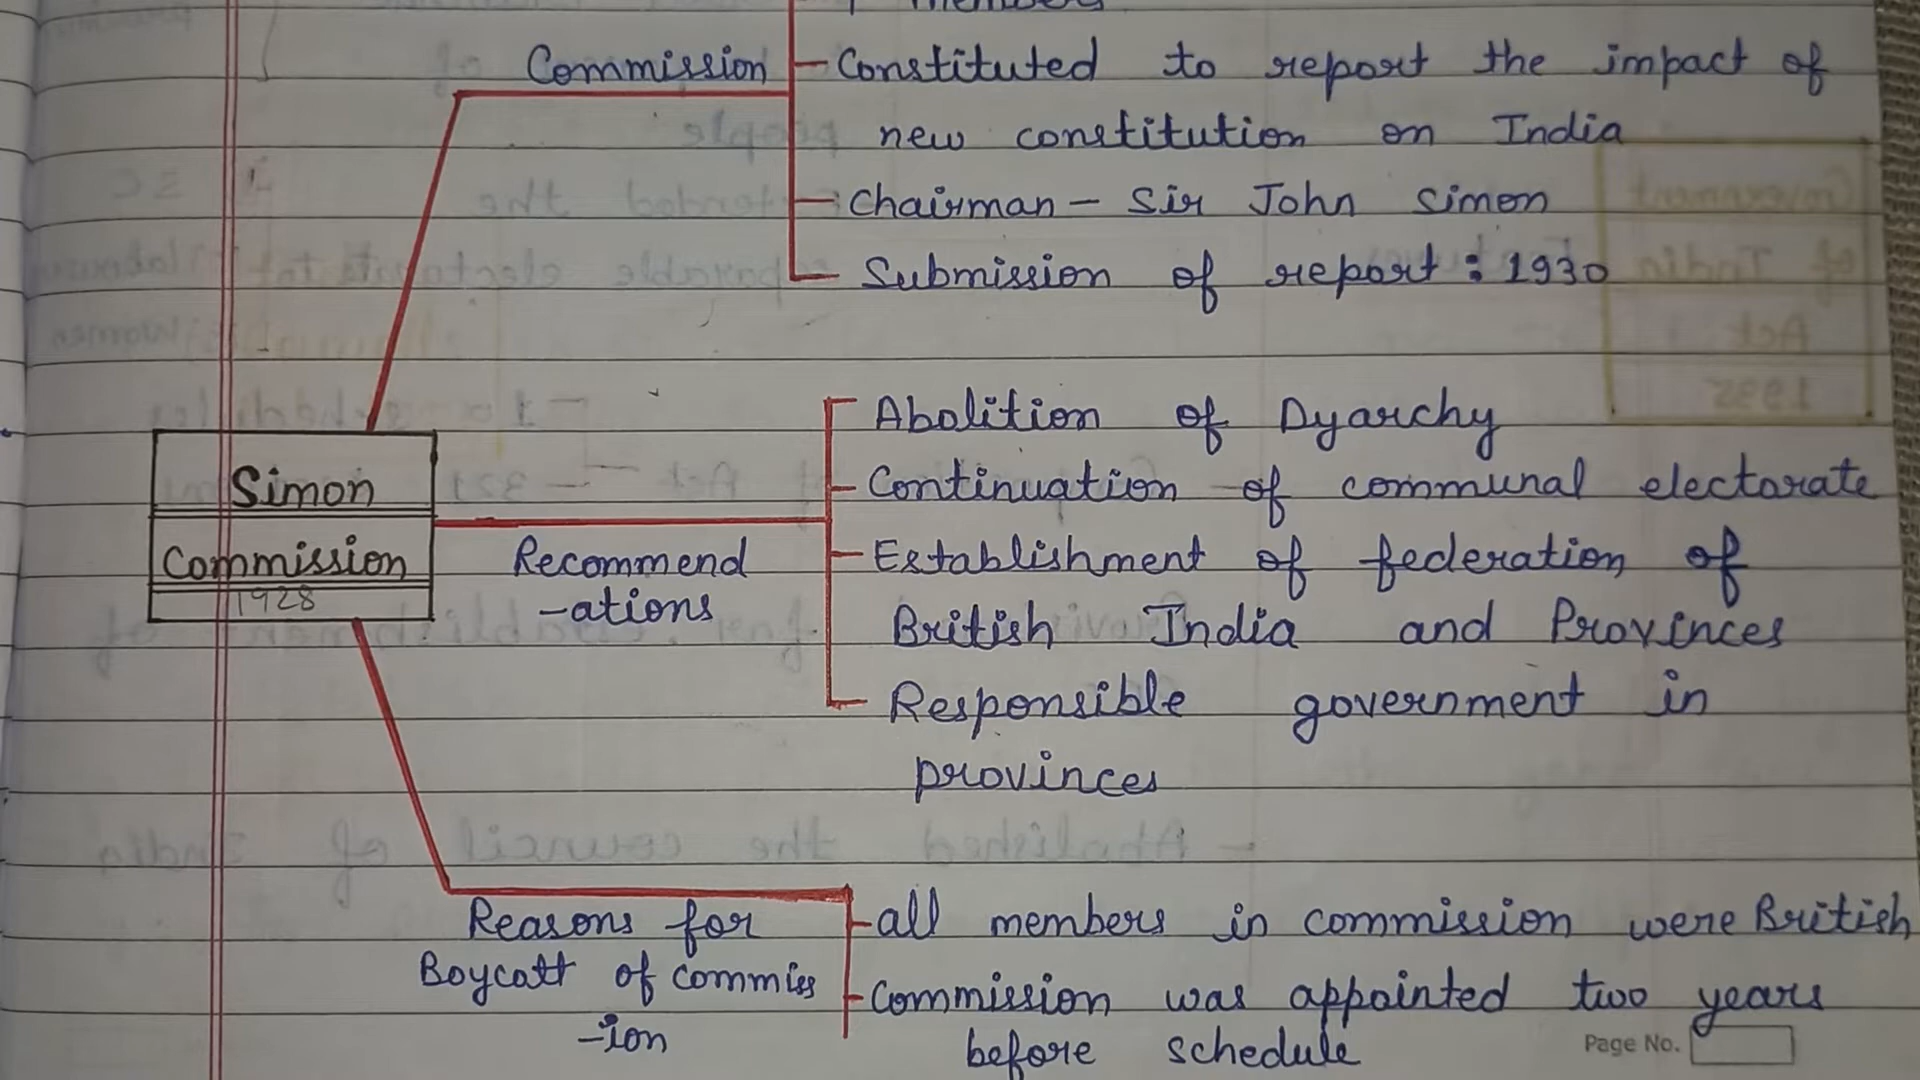 members
Commission
Constituted to report the impact of
new constitution on India
Chairman - Sir John Simon
Submission of report : 1930
Simon
Commission
1928
Recommend
-ations
Abolition of Dyarchy
Continuation of communal electorate
Establishment of federation of
British India and Provinces
Responsible government in
provinces
Reasons for
Boycott of commiss
-ion
all members in commission were British
Commission was appointed two years
before schedule
Page No.